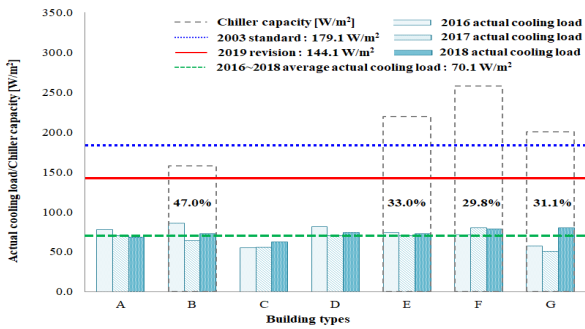 350.0
300.0
250.0
200.0
150.0
100.0
50.0
0.0
Actual cooling load/Chiller capacity [W/m²]
Chiller capacity [W/m²]
2003 standard : 179.1 W/m²
2019 revision : 144.1 W/m²
2016~2018 average actual cooling load : 70.1 W/m²
2016 actual cooling load
2017 actual cooling load
2018 actual cooling load
47.0%
33.0%
29.8%
31.1%
A B C D E F G
Building types